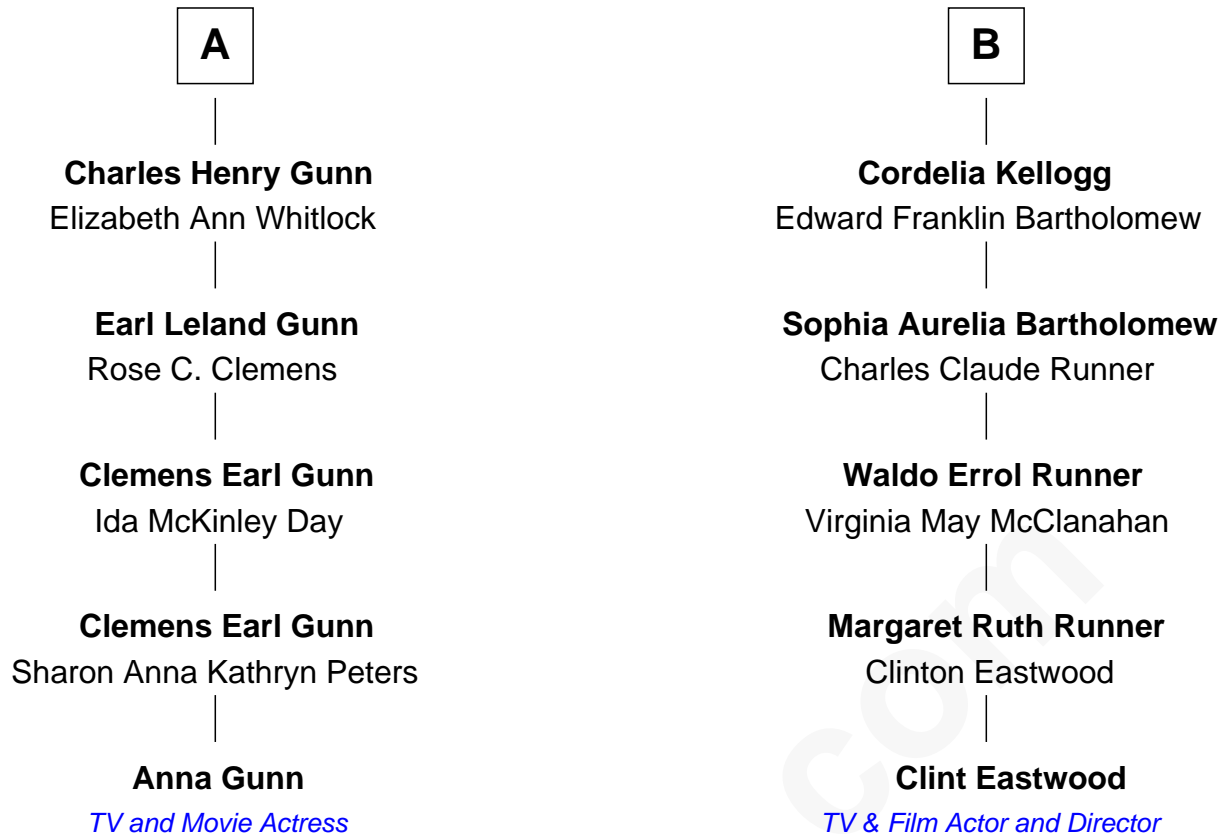 A
Charles Henry Gunn
Elizabeth Ann Whitlock
Earl Leland Gunn
Rose C. Clemens
Clemens Earl Gunn
Ida McKinley Day
Clemens Earl Gunn
Sharon Anna Kathryn Peters
Anna Gunn
TV and Movie Actress
B
Cordelia Kellogg
Edward Franklin Bartholomew
Sophia Aurelia Bartholomew
Charles Claude Runner
Waldo Errol Runner
Virginia May McClanahan
Margaret Ruth Runner
Clinton Eastwood
Clint Eastwood
TV & Film Actor and Director
com